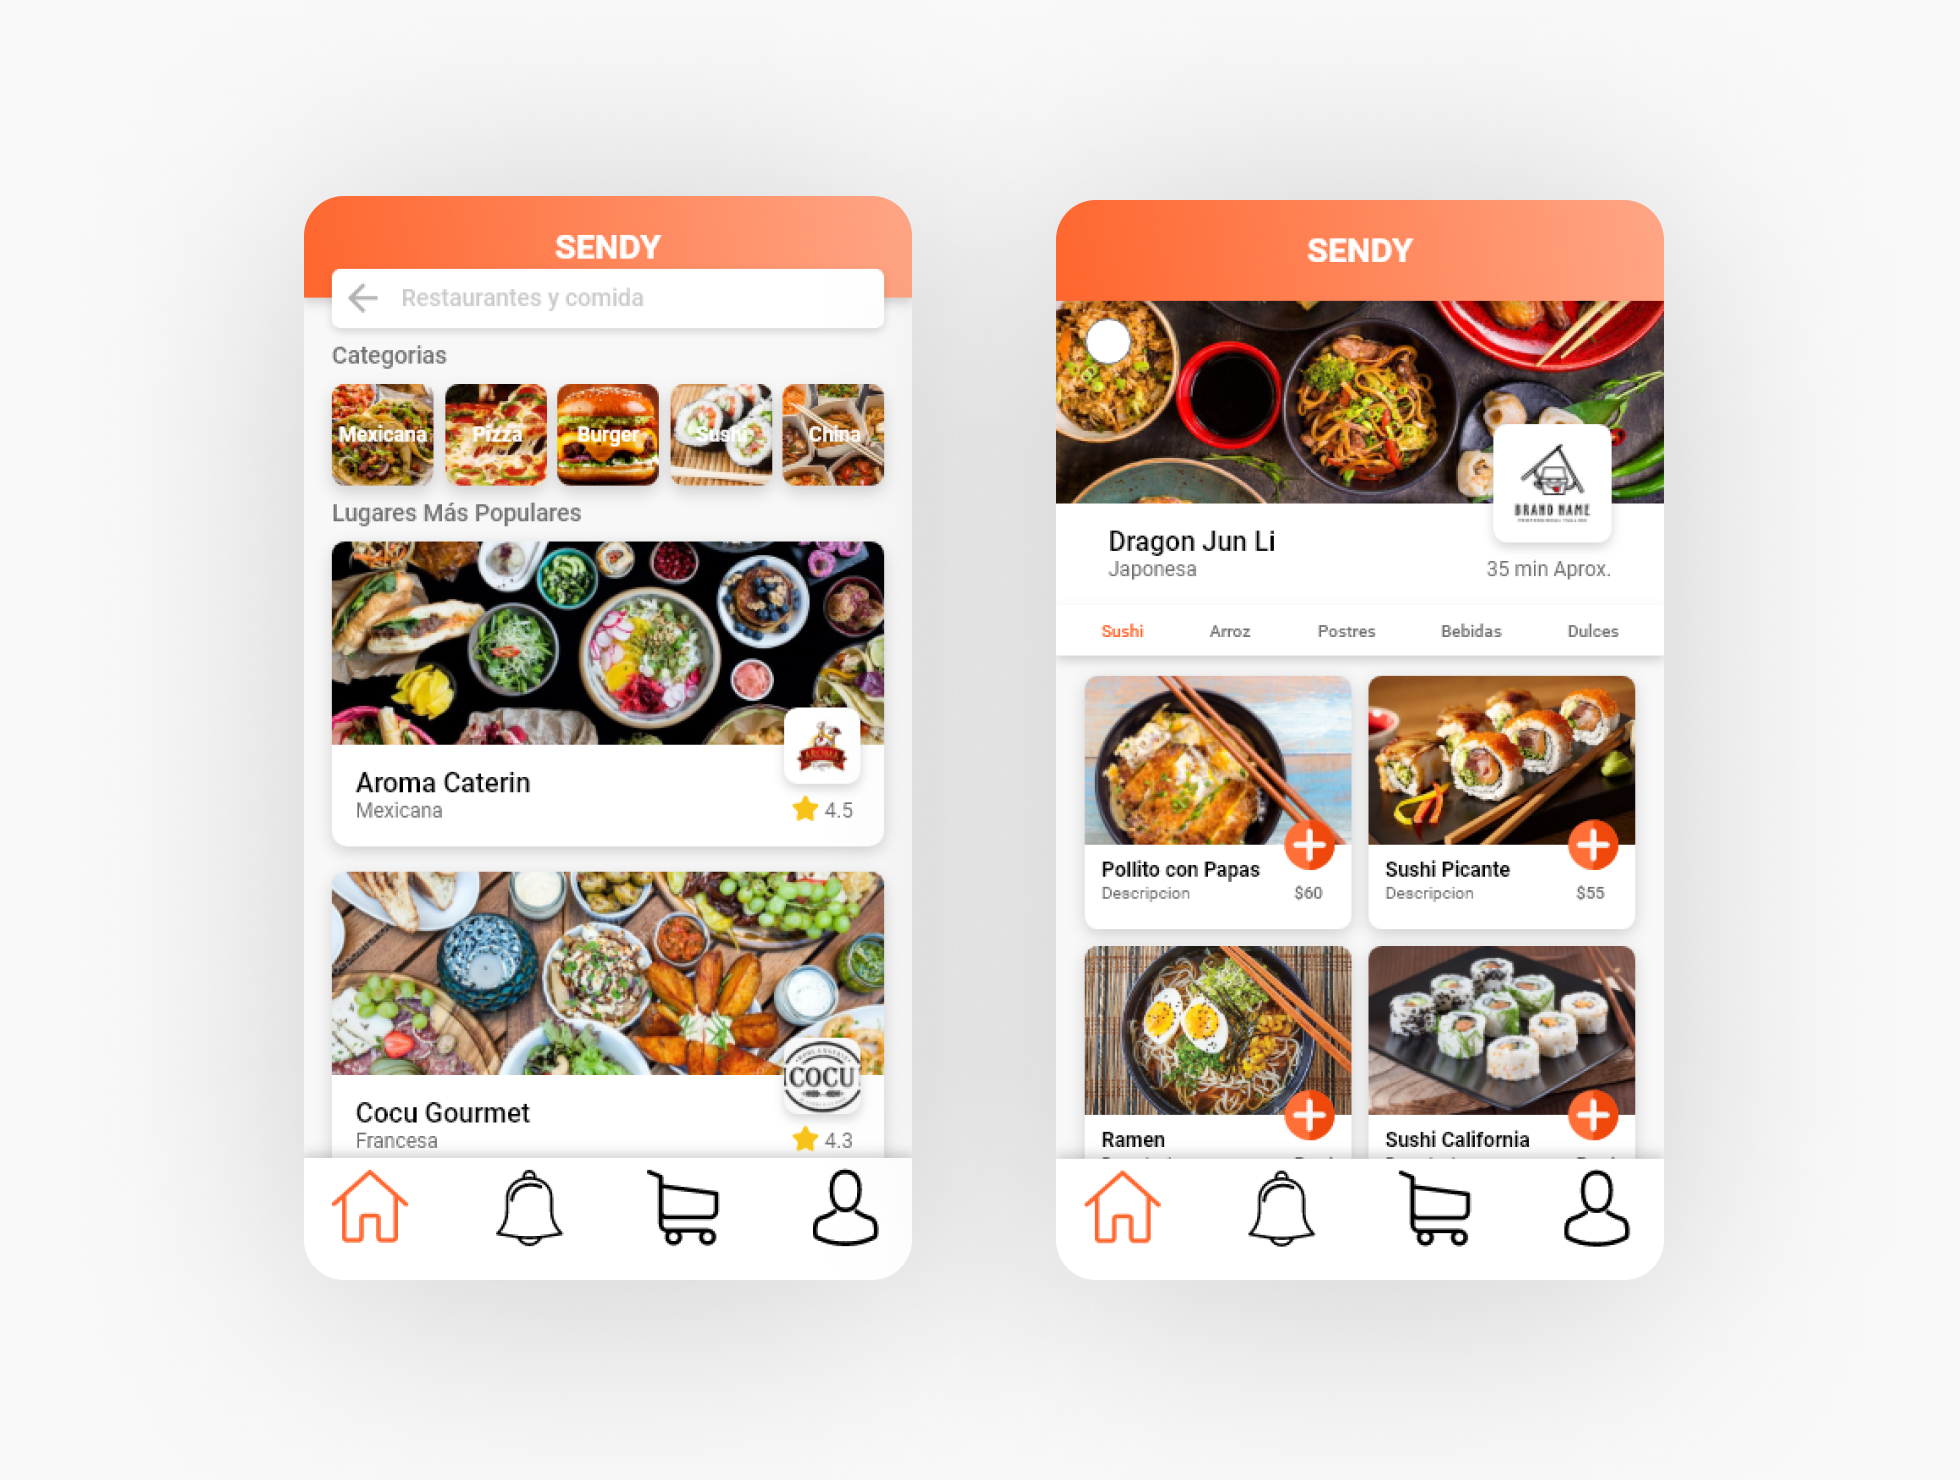 SENDY
Restaurantes y comida
Categorias
Mexicana Pizza Burger Sushi China
Lugares Más Populares
AROMA
Aroma Caterin
Mexicana
4.5
COCU
Cocu Gourmet
Francesa
4.3
SENDY
BRAND NAME
Dragon Jun Li
Japonesa
35 min Aprox.
Sushi Arroz Postres Bebidas Dulces
Pollito con Papas
Descripcion $60
Sushi Picante
Descripcion $55
Ramen
Sushi California